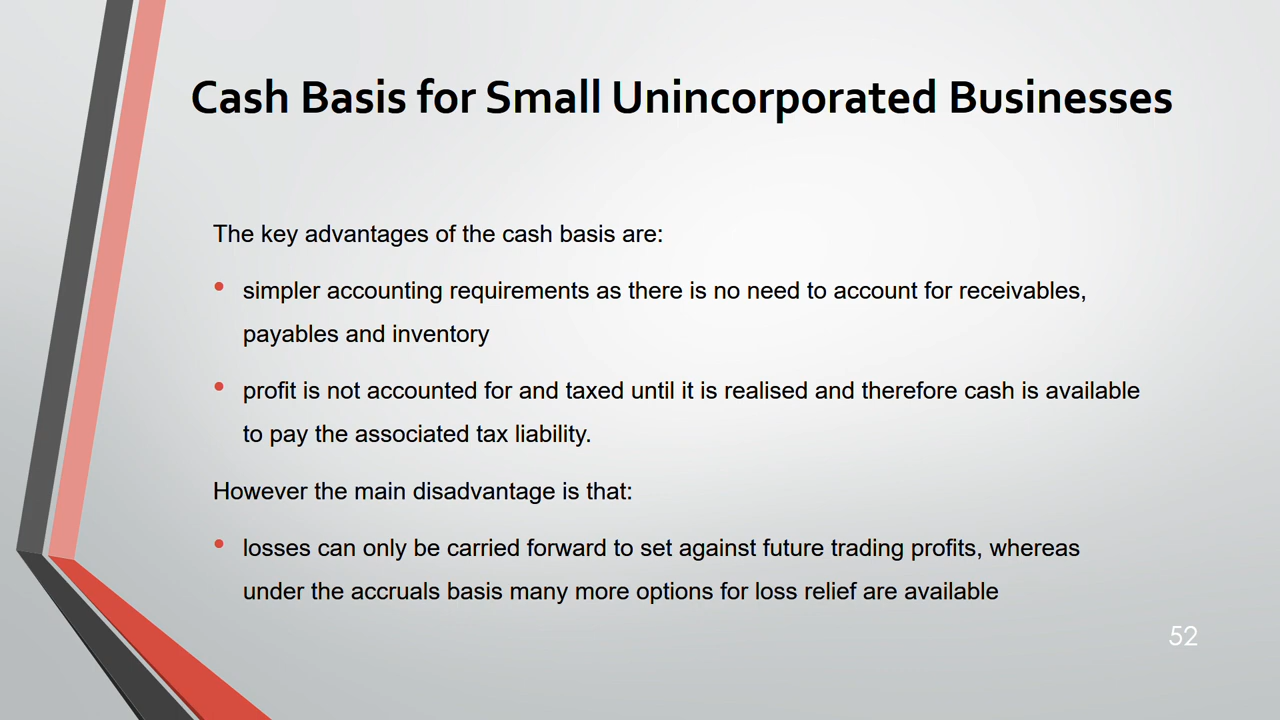 Cash Basis for Small Unincorporated Businesses
The key advantages of the cash basis are:
• simpler accounting requirements as there is no need to account for receivables,
payables and inventory
• profit is not accounted for and taxed until it is realised and therefore cash is available
to pay the associated tax liability.
However the main disadvantage is that:
• losses can only be carried forward to set against future trading profits, whereas
under the accruals basis many more options for loss relief are available
52